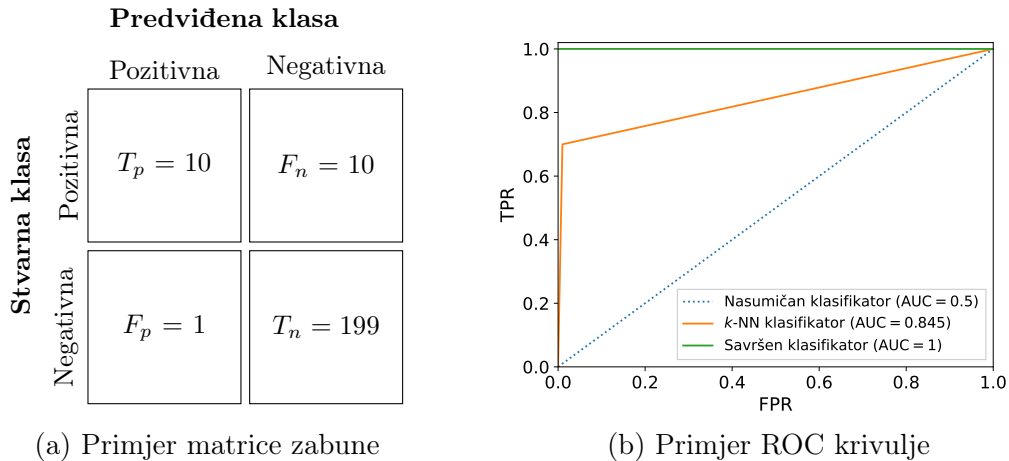 Predviđena klasa
Pozitivna
Negativna
Stvarna klasa
Pozitivna
T_p = 10
F_n = 10
Negativna
F_p = 1
T_n = 199
(a) Primjer matrice zabune
1.0
0.8
0.6
0.4
0.2
0.0
TPR
0.0
0.2
0.4
0.6
0.8
1.0
FPR
Nasumičan klasifikator (AUC = 0.5)
k-NN klasifikator (AUC = 0.845)
Savršen klasifikator (AUC = 1)
(b) Primjer ROC krivulje